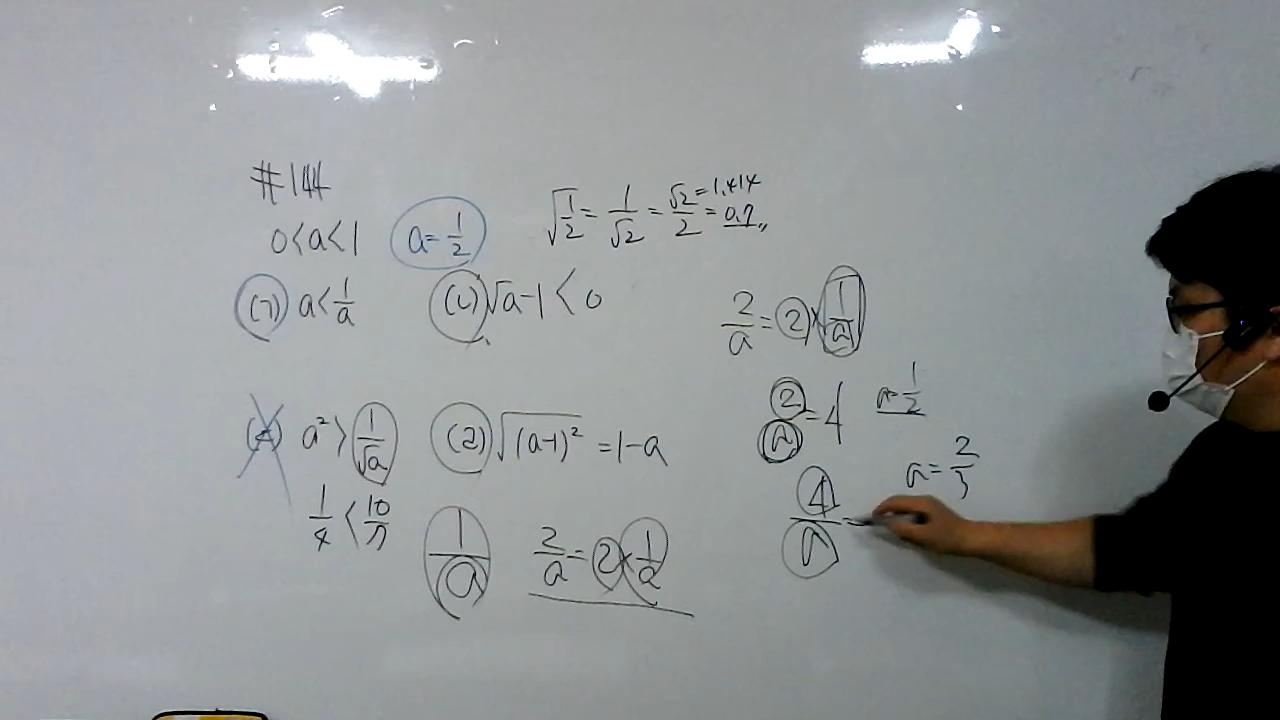 #144
0<a<1 a=1/2
√(1/2)=1/√2=√2/2=0.7 √2=1.414
(ㄱ) a<1/a (ㄴ) √a-1<0
2/a=2×1/a
a²>1/√a (ㄹ) √((a-1)²)=1-a
2/a=4 a=1/2
a=2/3
1/4<10/7
1/a 2/a=2×1/a
4/a=